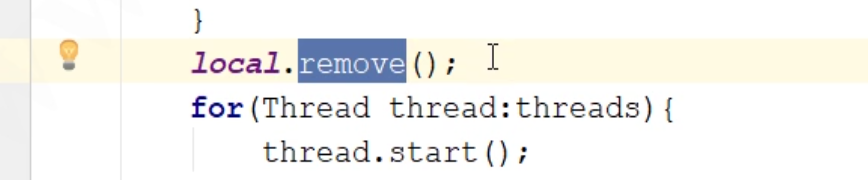 }
local.remove();
for(Thread thread:threads){
thread.start();